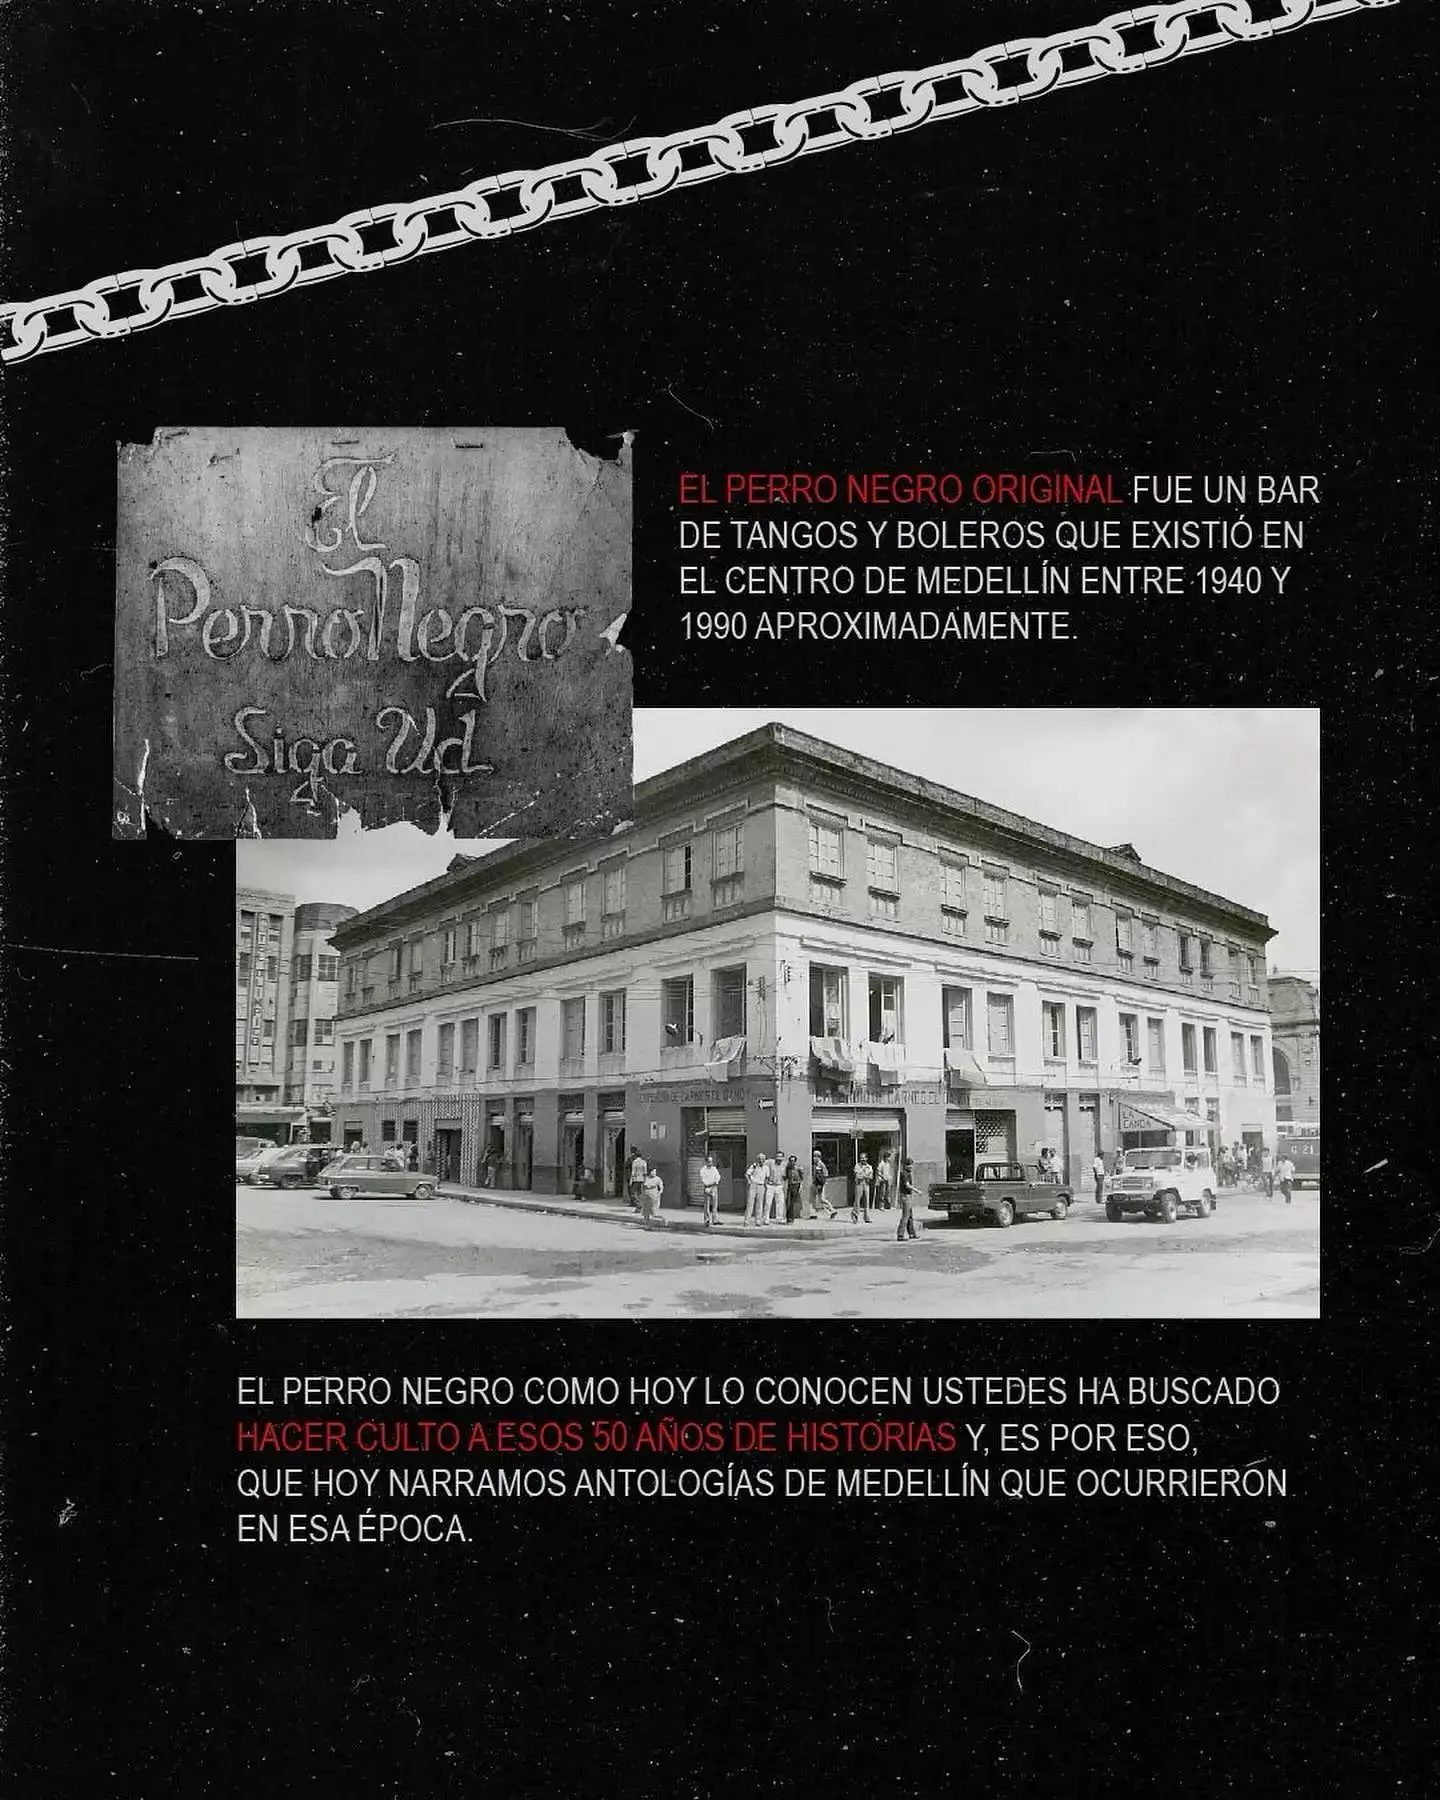 El
Perro Negro
Siga Ud
EL PERRO NEGRO ORIGINAL FUE UN BAR
DE TANGOS Y BOLEROS QUE EXISTIÓ EN
EL CENTRO DE MEDELLÍN ENTRE 1940 Y
1990 APROXIMADAMENTE.
LA
CANOA
EL PERRO NEGRO COMO HOY LO CONOCEN USTEDES HA BUSCADO
HACER CULTO A ESOS 50 AÑOS DE HISTORIAS Y, ES POR ESO,
QUE HOY NARRAMOS ANTOLOGÍAS DE MEDELLÍN QUE OCURRIERON
EN ESA ÉPOCA.